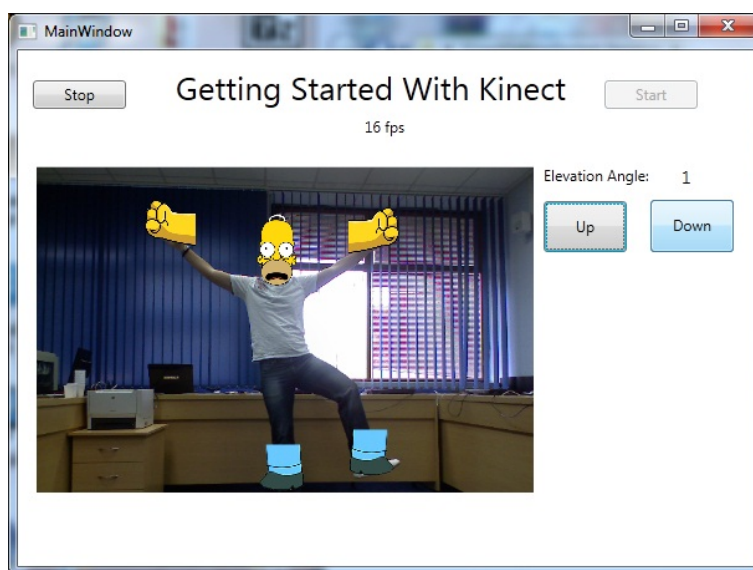 MainWindow
Stop
Getting Started With Kinect
Start
16 fps
Elevation Angle: 1
Up
Down